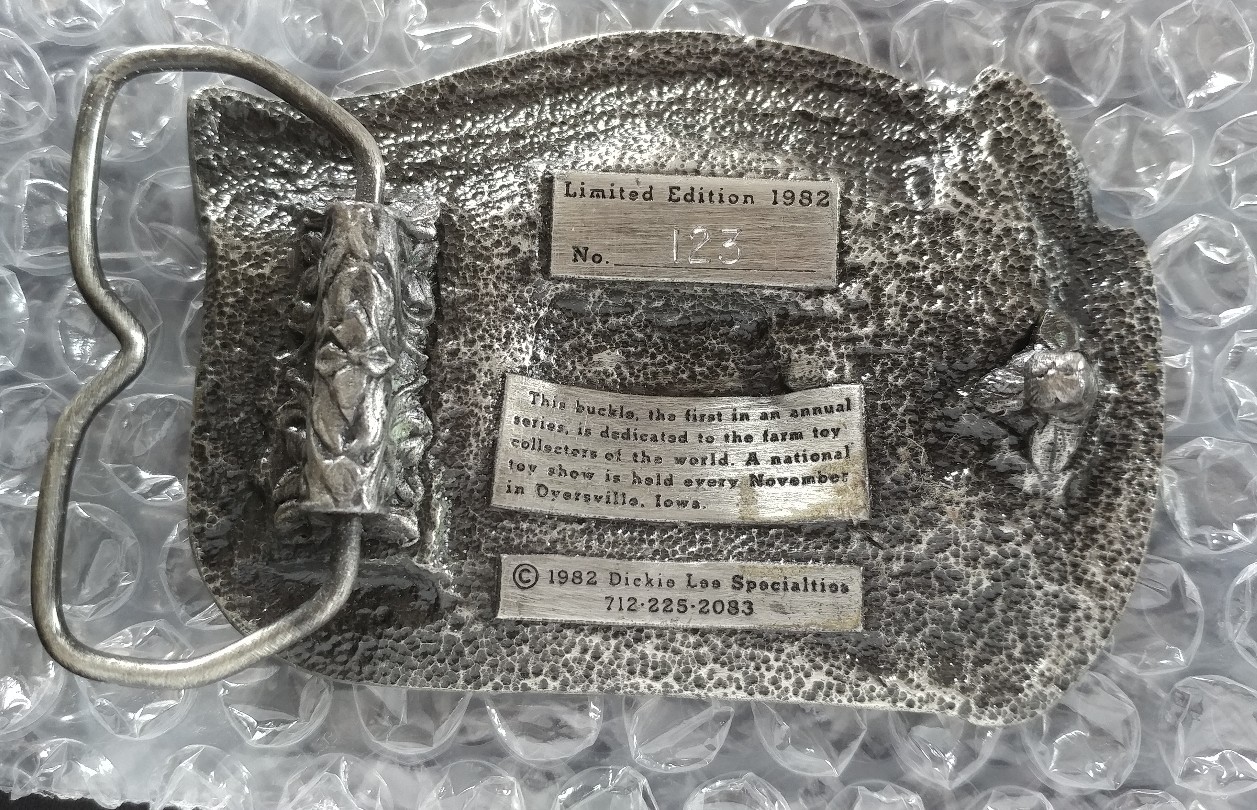 Limited Edition 1982
No. 123
This buckle, the first in an annual
series, is dedicated to the farm toy
collectors of the world. A national
toy show is held every November
in Dyersville, Iowa.
© 1982 Dickie Lee Specialties
712·225·2083